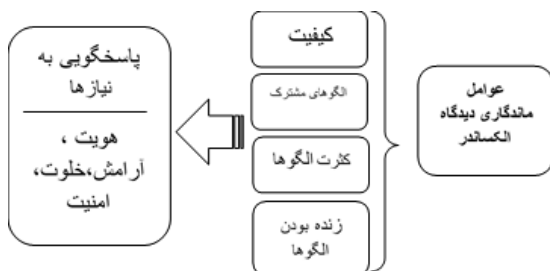 عوامل
ماندگاری دیدگاه
الکساندر
کیفیت
الگوهای مشترک
کثرت الگوها
زنده بودن
الگوها
پاسخگویی به
نیازها
هویت ،
آرامش،خلوت،
امنیت